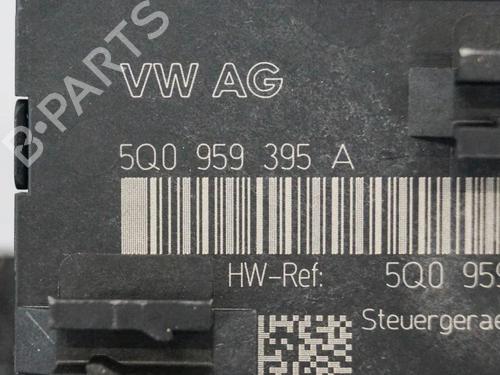 B-PARTS
VW AG
5Q0 959 395 A
HW-Ref: 5Q0 959
Steuergerae